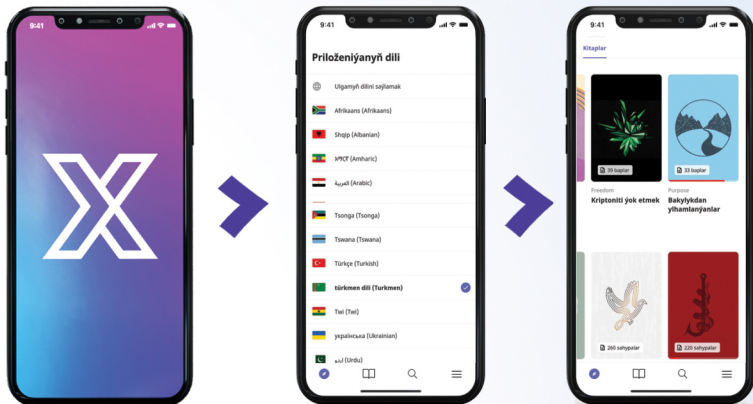 9:41
9:41
Priloženiýanyň dili
Ulgamyň dilini saýlamak
Afrikaans (Afrikaans)
Shqip (Albanian)
አማርኛ (Amharic)
العربية (Arabic)
Tsonga (Tsonga)
Tswana (Tswana)
Türkçe (Turkish)
türkmen dili (Turkmen)
Twi (Twi)
українська (Ukrainian)
اردو (Urdu)
9:41
Kitaplar
39 baplar
33 baplar
Freedom
Purpose
Kriptoniti ýok etmek
Bakylykdan
ylhamlanýanlar
260 sahypalar
220 sahypalar